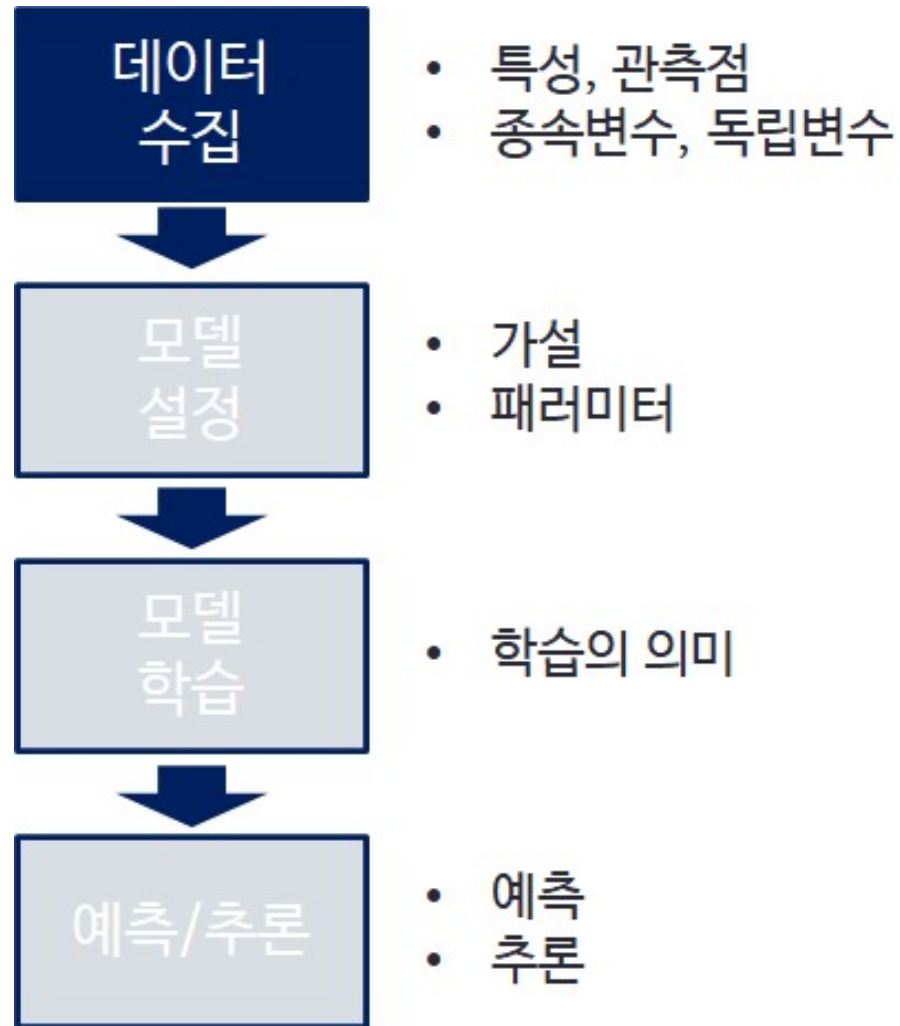 데이터
수집
• 특성, 관측점
• 종속변수, 독립변수
모델
설정
• 가설
• 패러미터
모델
학습
• 학습의 의미
예측/추론
• 예측
• 추론